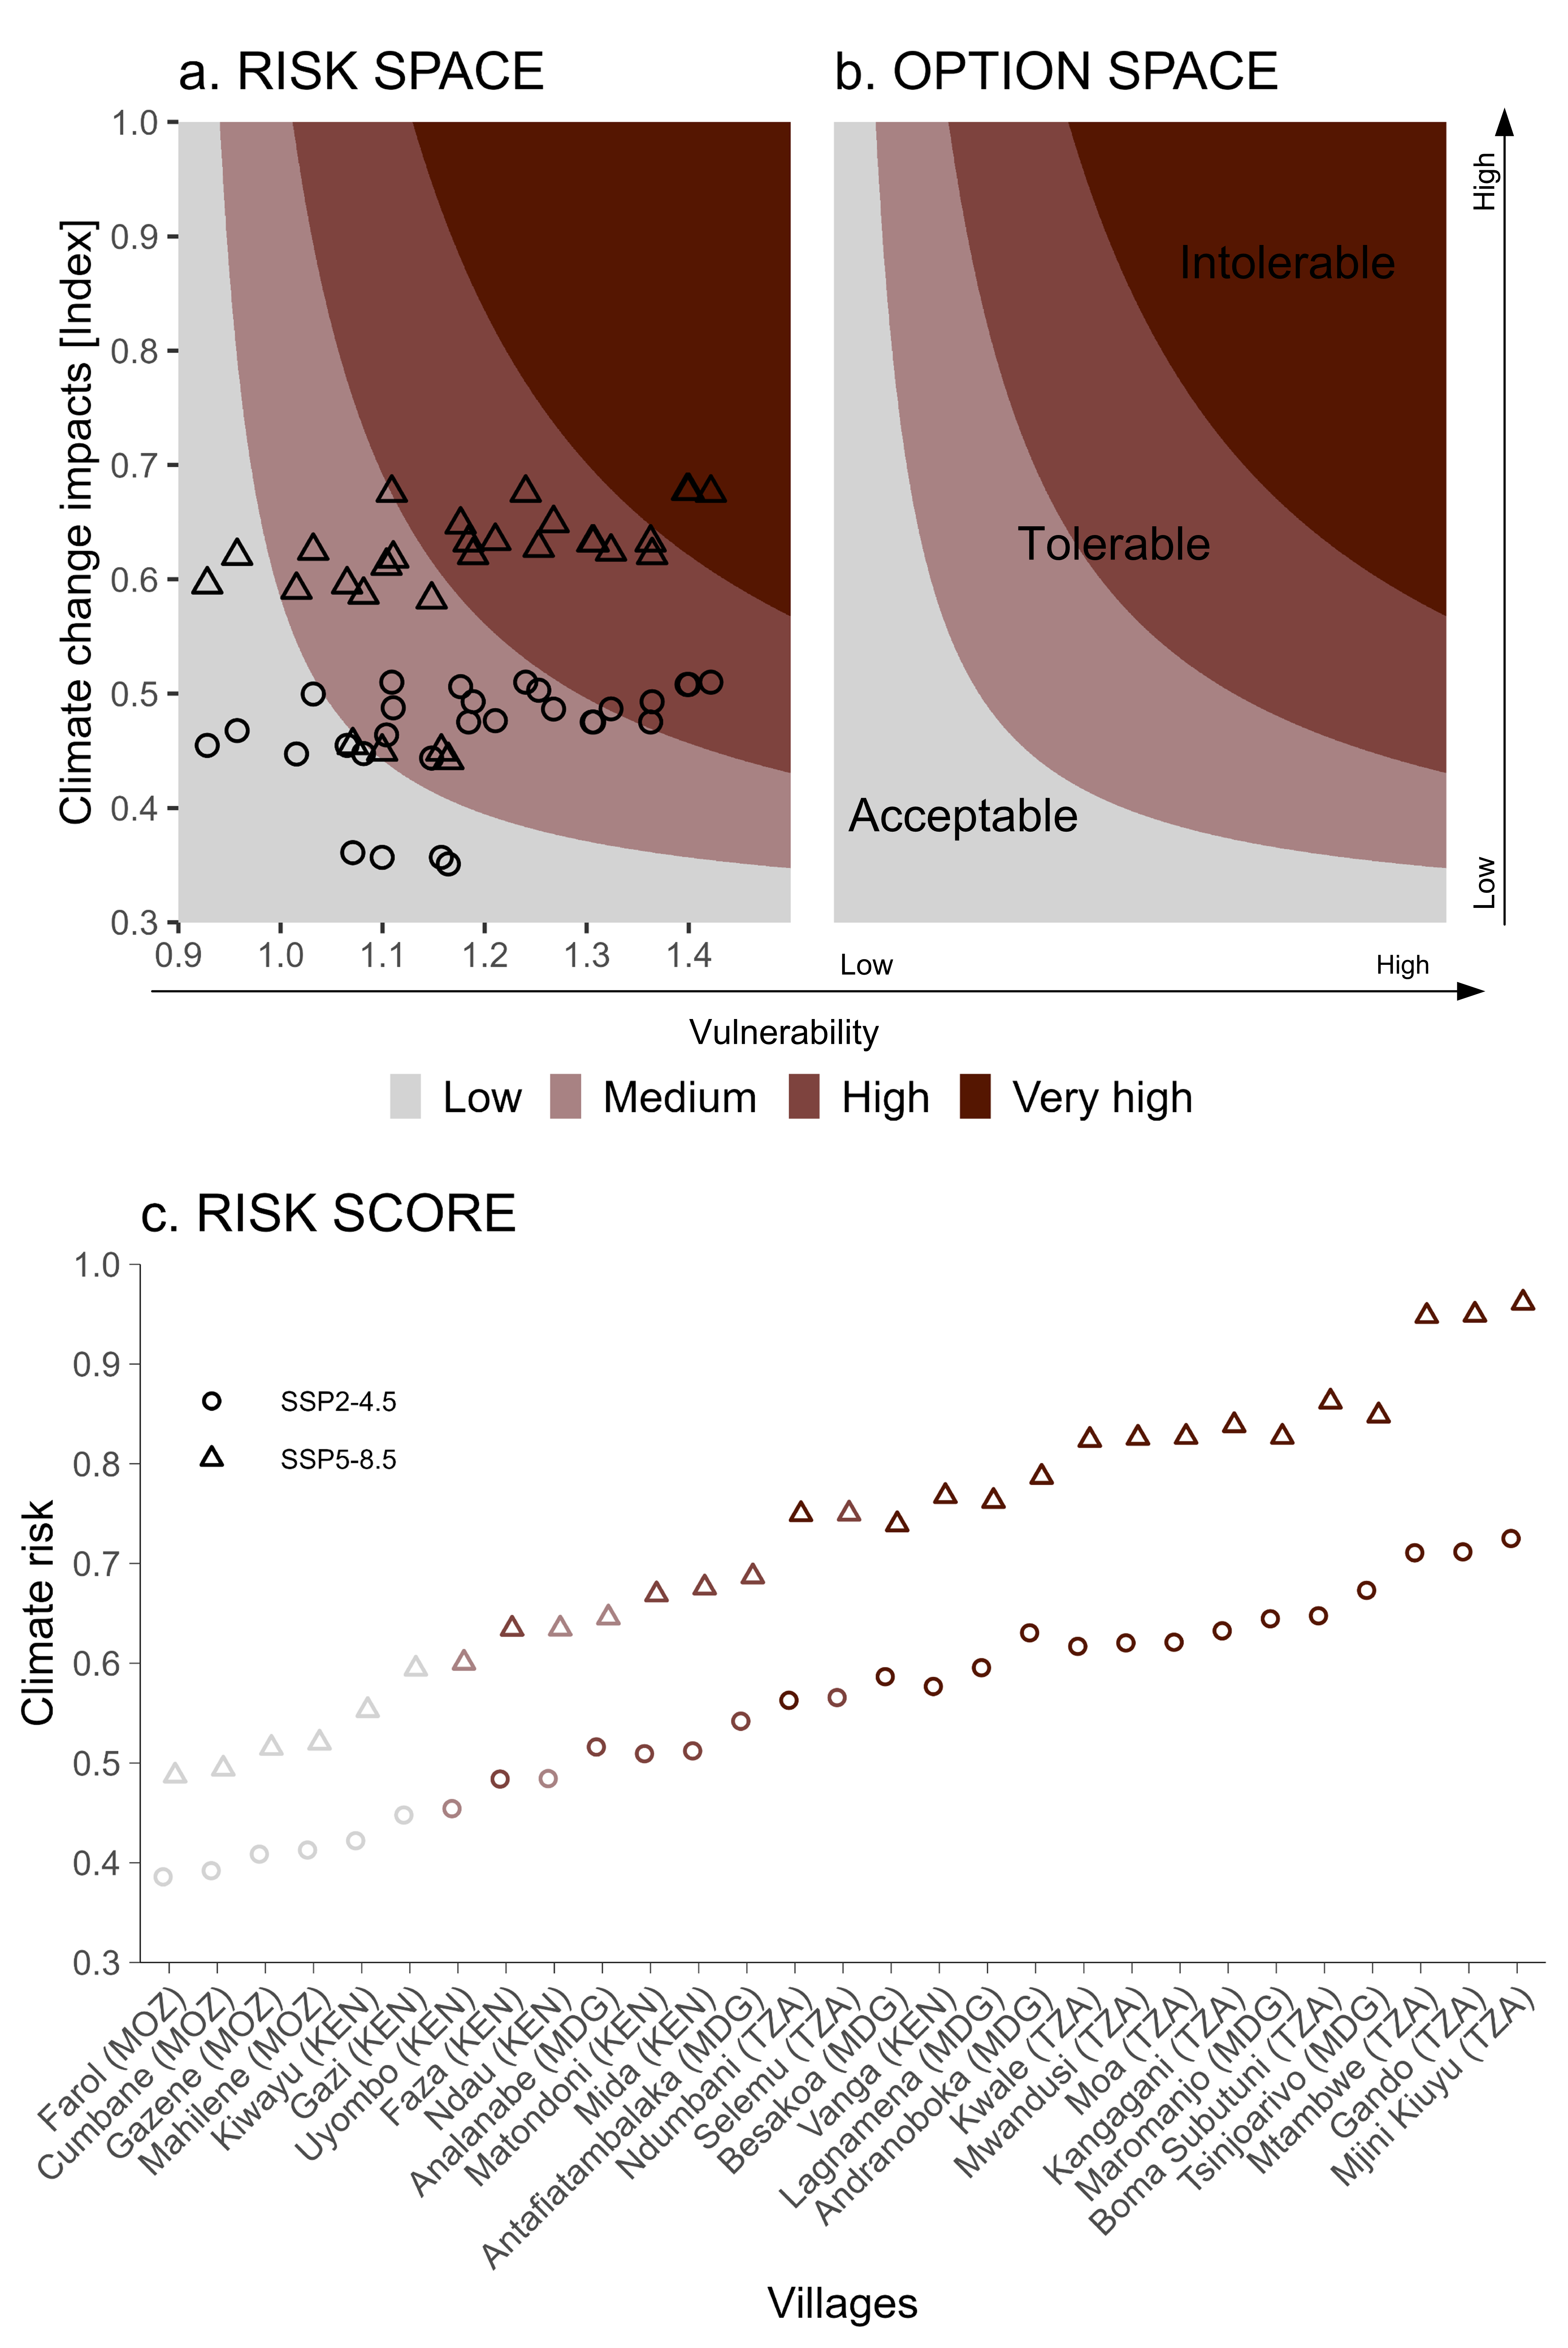 a. RISK SPACE
b. OPTION SPACE
Climate change impacts [Index]
1.0
0.9
0.8
0.7
0.6
0.5
0.4
0.3
0.9
1.0
1.1
1.2
1.3
1.4
Intolerable
Tolerable
Acceptable
High
Low
Low
High
Vulnerability
Low
Medium
High
Very high
c. RISK SCORE
Climate risk
1.0
0.9
0.8
0.7
0.6
0.5
0.4
0.3
SSP2-4.5
SSP5-8.5
Farol (MOZ)
Cumbane (MOZ)
Gazene (MOZ)
Mahilene (MOZ)
Kiwayu (KEN)
Gazi (KEN)
Uyombo (KEN)
Faza (KEN)
Ndau (KEN)
Analanabe (MDG)
Matondoni (KEN)
Mida (KEN)
Antafiatambalaka (MDG)
Ndumbani (TZA)
Selemu (TZA)
Besakoa (MDG)
Vanga (KEN)
Lagnamena (MDG)
Andranoboka (MDG)
Kwale (TZA)
Mwandusi (TZA)
Moa (TZA)
Kangagani (TZA)
Maromanjo (MDG)
Boma Subutuni (TZA)
Tsinjoarivo (MDG)
Mtambwe (TZA)
Gando (TZA)
Mjini Kiuyu (TZA)
Villages